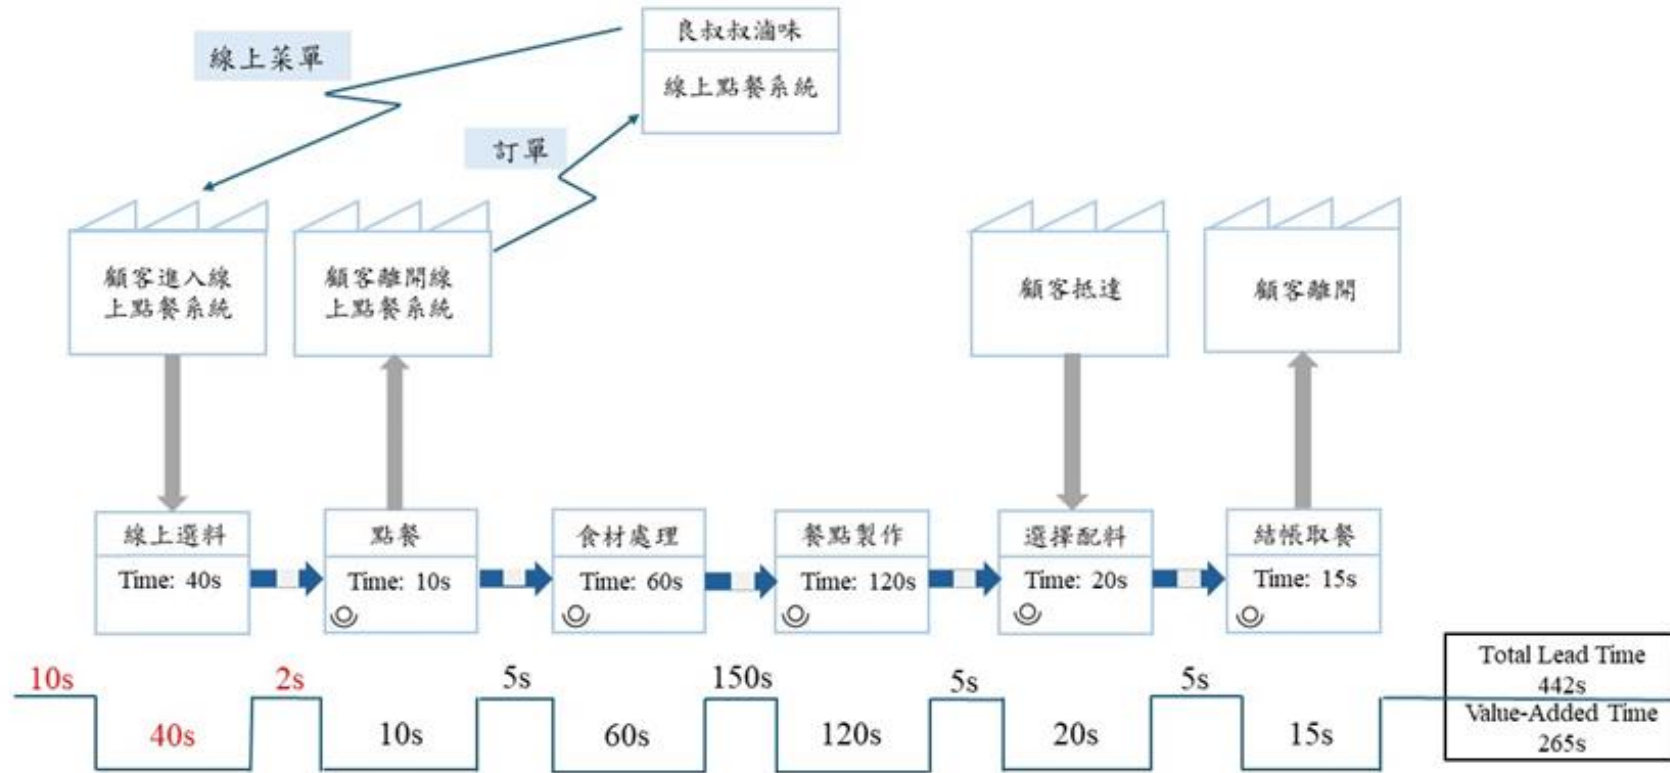 良叔叔滷味
線上點餐系統
線上菜單
訂單
顧客進入線
上點餐系統
顧客離開線
上點餐系統
顧客抵達
顧客離開
線上選料
Time: 40s
點餐
Time: 10s
食材處理
Time: 60s
餐點製作
Time: 120s
選擇配料
Time: 20s
結帳取餐
Time: 15s
10s
40s
2s
10s
5s
60s
150s
120s
5s
20s
5s
15s
Total Lead Time
442s
Value-Added Time
265s